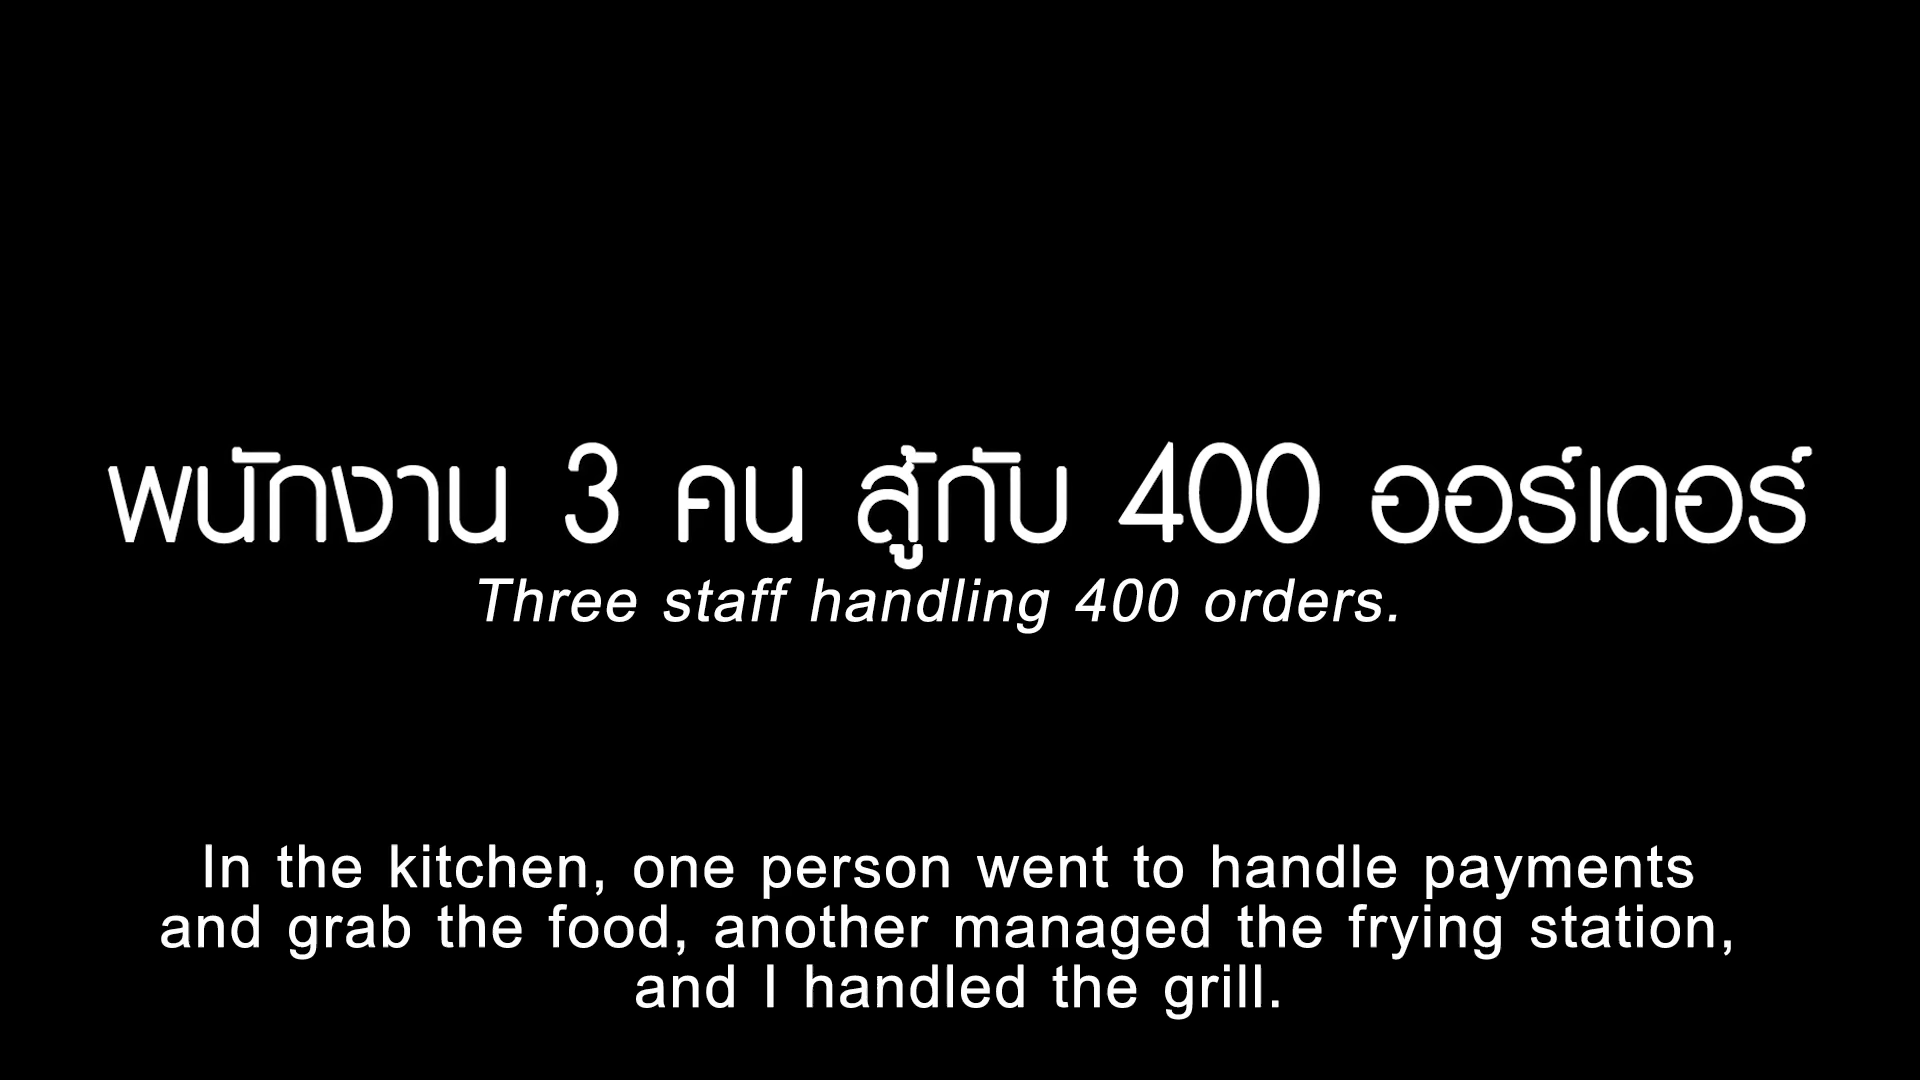 พนักงาน 3 คน สู้กับ 400 ออร์เดอร์
Three staff handling 400 orders.
In the kitchen, one person went to handle payments
and grab the food, another managed the frying station,
and I handled the grill.